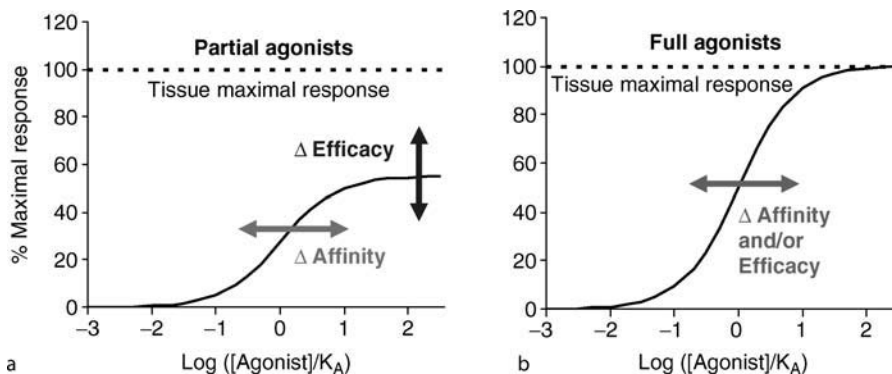 120
100
80
60
40
20
0
% Maximal response
Partial agonists
Tissue maximal response
Δ Efficacy
Δ Affinity
−3 −2 −1 0 1 2
Log ([Agonist]/K_A)
a
120
100
80
60
40
20
0
Full agonists
Tissue maximal response
Δ Affinity
and/or
Efficacy
−3 −2 −1 0 1 2
Log ([Agonist]/K_A)
b